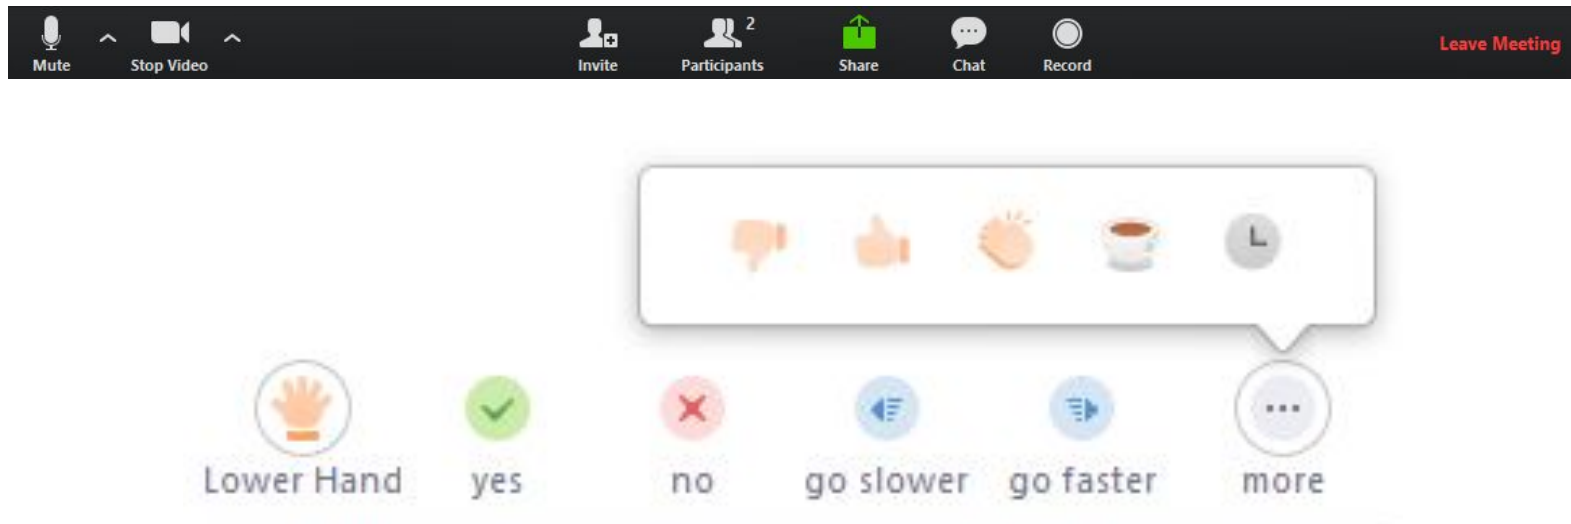 2
Mute Stop Video Invite Participants Share Chat Record Leave Meeting
Lower Hand yes no go slower go faster more